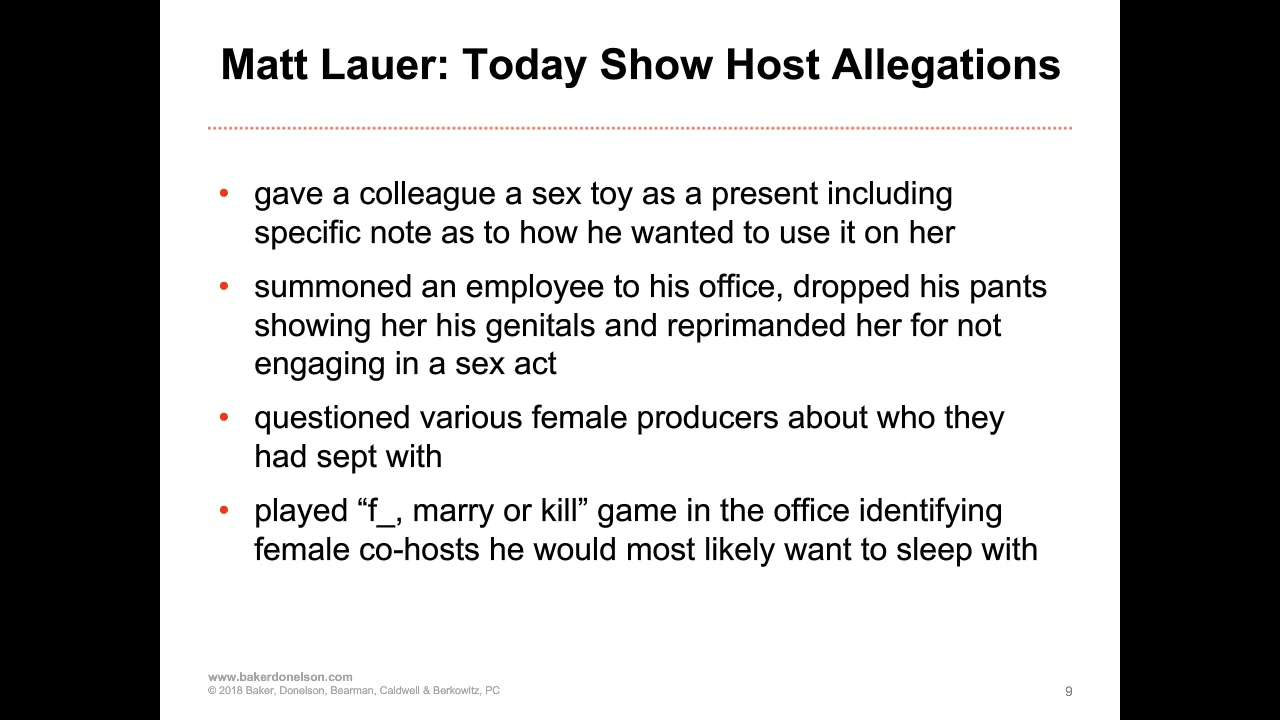 Matt Lauer: Today Show Host Allegations
• gave a colleague a sex toy as a present including
specific note as to how he wanted to use it on her
• summoned an employee to his office, dropped his pants
showing her his genitals and reprimanded her for not
engaging in a sex act
• questioned various female producers about who they
had sept with
• played “f_, marry or kill” game in the office identifying
female co-hosts he would most likely want to sleep with
www.bakerdonelson.com
© 2018 Baker, Donelson, Bearman, Caldwell & Berkowitz, PC
9